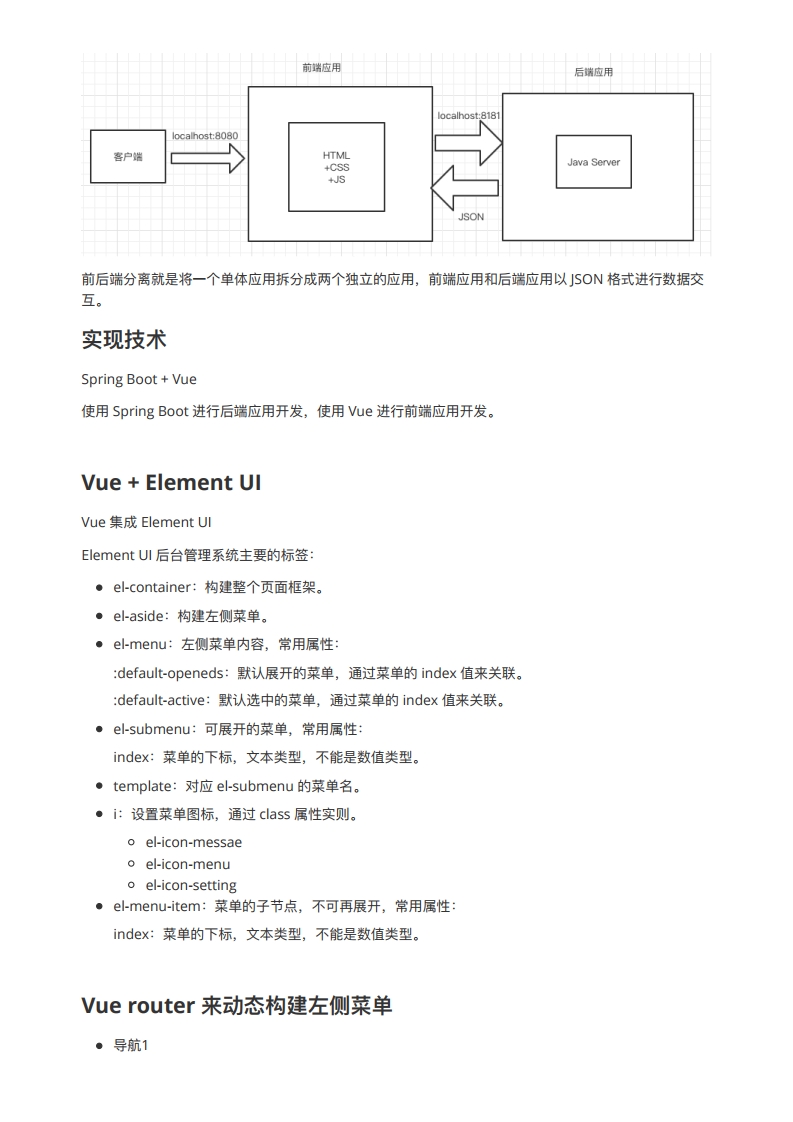 前端应用
后端应用
localhost:8080
localhost:8181
客户端
HTML
+CSS
+JS
Java Server
JSON
前后端分离就是将一个单体应用拆分成两个独立的应用，前端应用和后端应用以 JSON 格式进行数据交
互。
实现技术
Spring Boot + Vue
使用 Spring Boot 进行后端应用开发，使用 Vue 进行前端应用开发。
Vue + Element UI
Vue 集成 Element UI
Element UI 后台管理系统主要的标签：
el-container：构建整个页面框架。
el-aside：构建左侧菜单。
el-menu：左侧菜单内容，常用属性：
:default-openeds：默认展开的菜单，通过菜单的 index 值来关联。
:default-active：默认选中的菜单，通过菜单的 index 值来关联。
el-submenu：可展开的菜单，常用属性：
index：菜单的下标，文本类型，不能是数值类型。
template：对应 el-submenu 的菜单名。
i：设置菜单图标，通过 class 属性实则。
el-icon-messae
el-icon-menu
el-icon-setting
el-menu-item：菜单的子节点，不可再展开，常用属性：
index：菜单的下标，文本类型，不能是数值类型。
Vue router 来动态构建左侧菜单
导航1